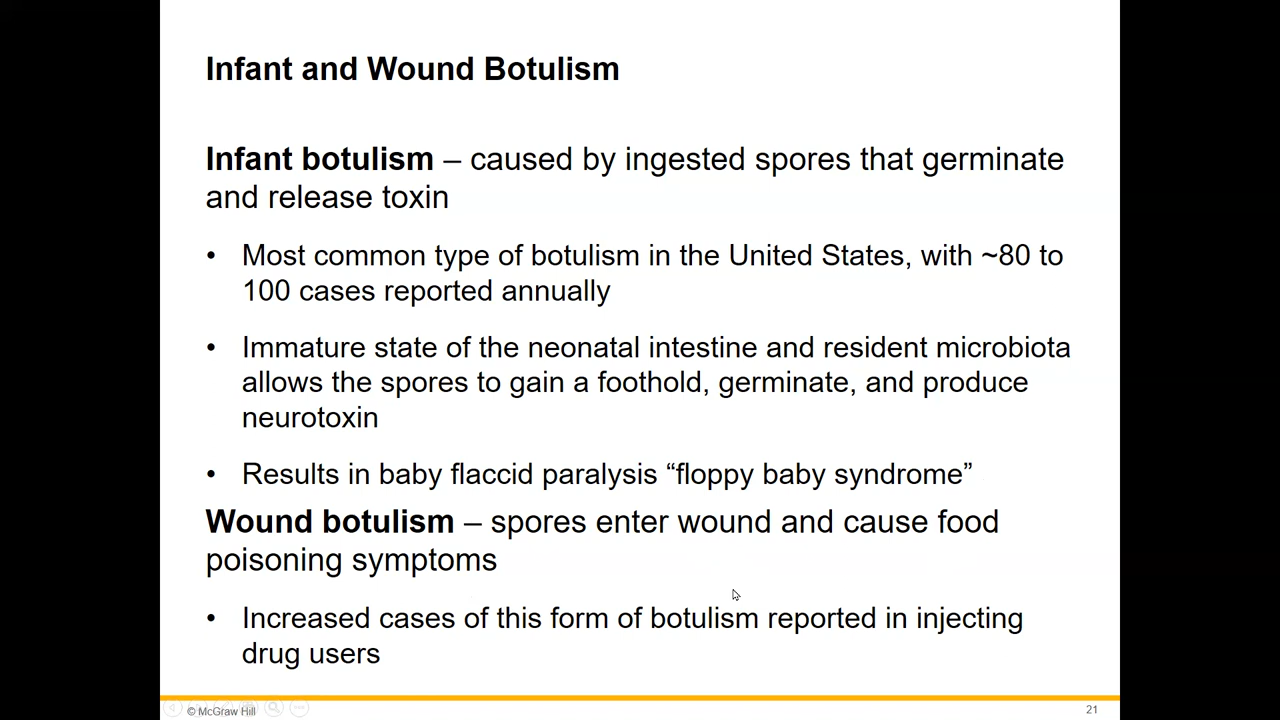 Infant and Wound Botulism
Infant botulism – caused by ingested spores that germinate
and release toxin
• Most common type of botulism in the United States, with ~80 to
100 cases reported annually
• Immature state of the neonatal intestine and resident microbiota
allows the spores to gain a foothold, germinate, and produce
neurotoxin
• Results in baby flaccid paralysis “floppy baby syndrome”
Wound botulism – spores enter wound and cause food
poisoning symptoms
• Increased cases of this form of botulism reported in injecting
drug users
© McGraw Hill
21